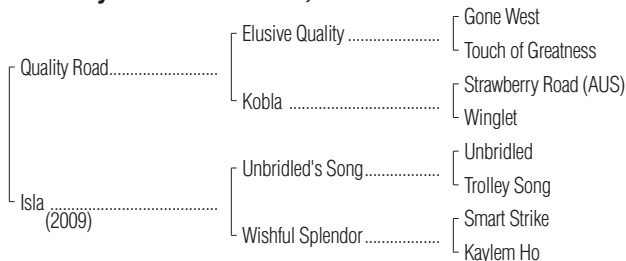 Gone West
Elusive Quality ....................
Touch of Greatness
Quality Road.........................
Strawberry Road (AUS)
Kobla .................................
Winglet
Unbridled
Unbridled's Song................
Trolley Song
Isla ......................................
(2009)
Smart Strike
Wishful Splendor................
Kaylem Ho